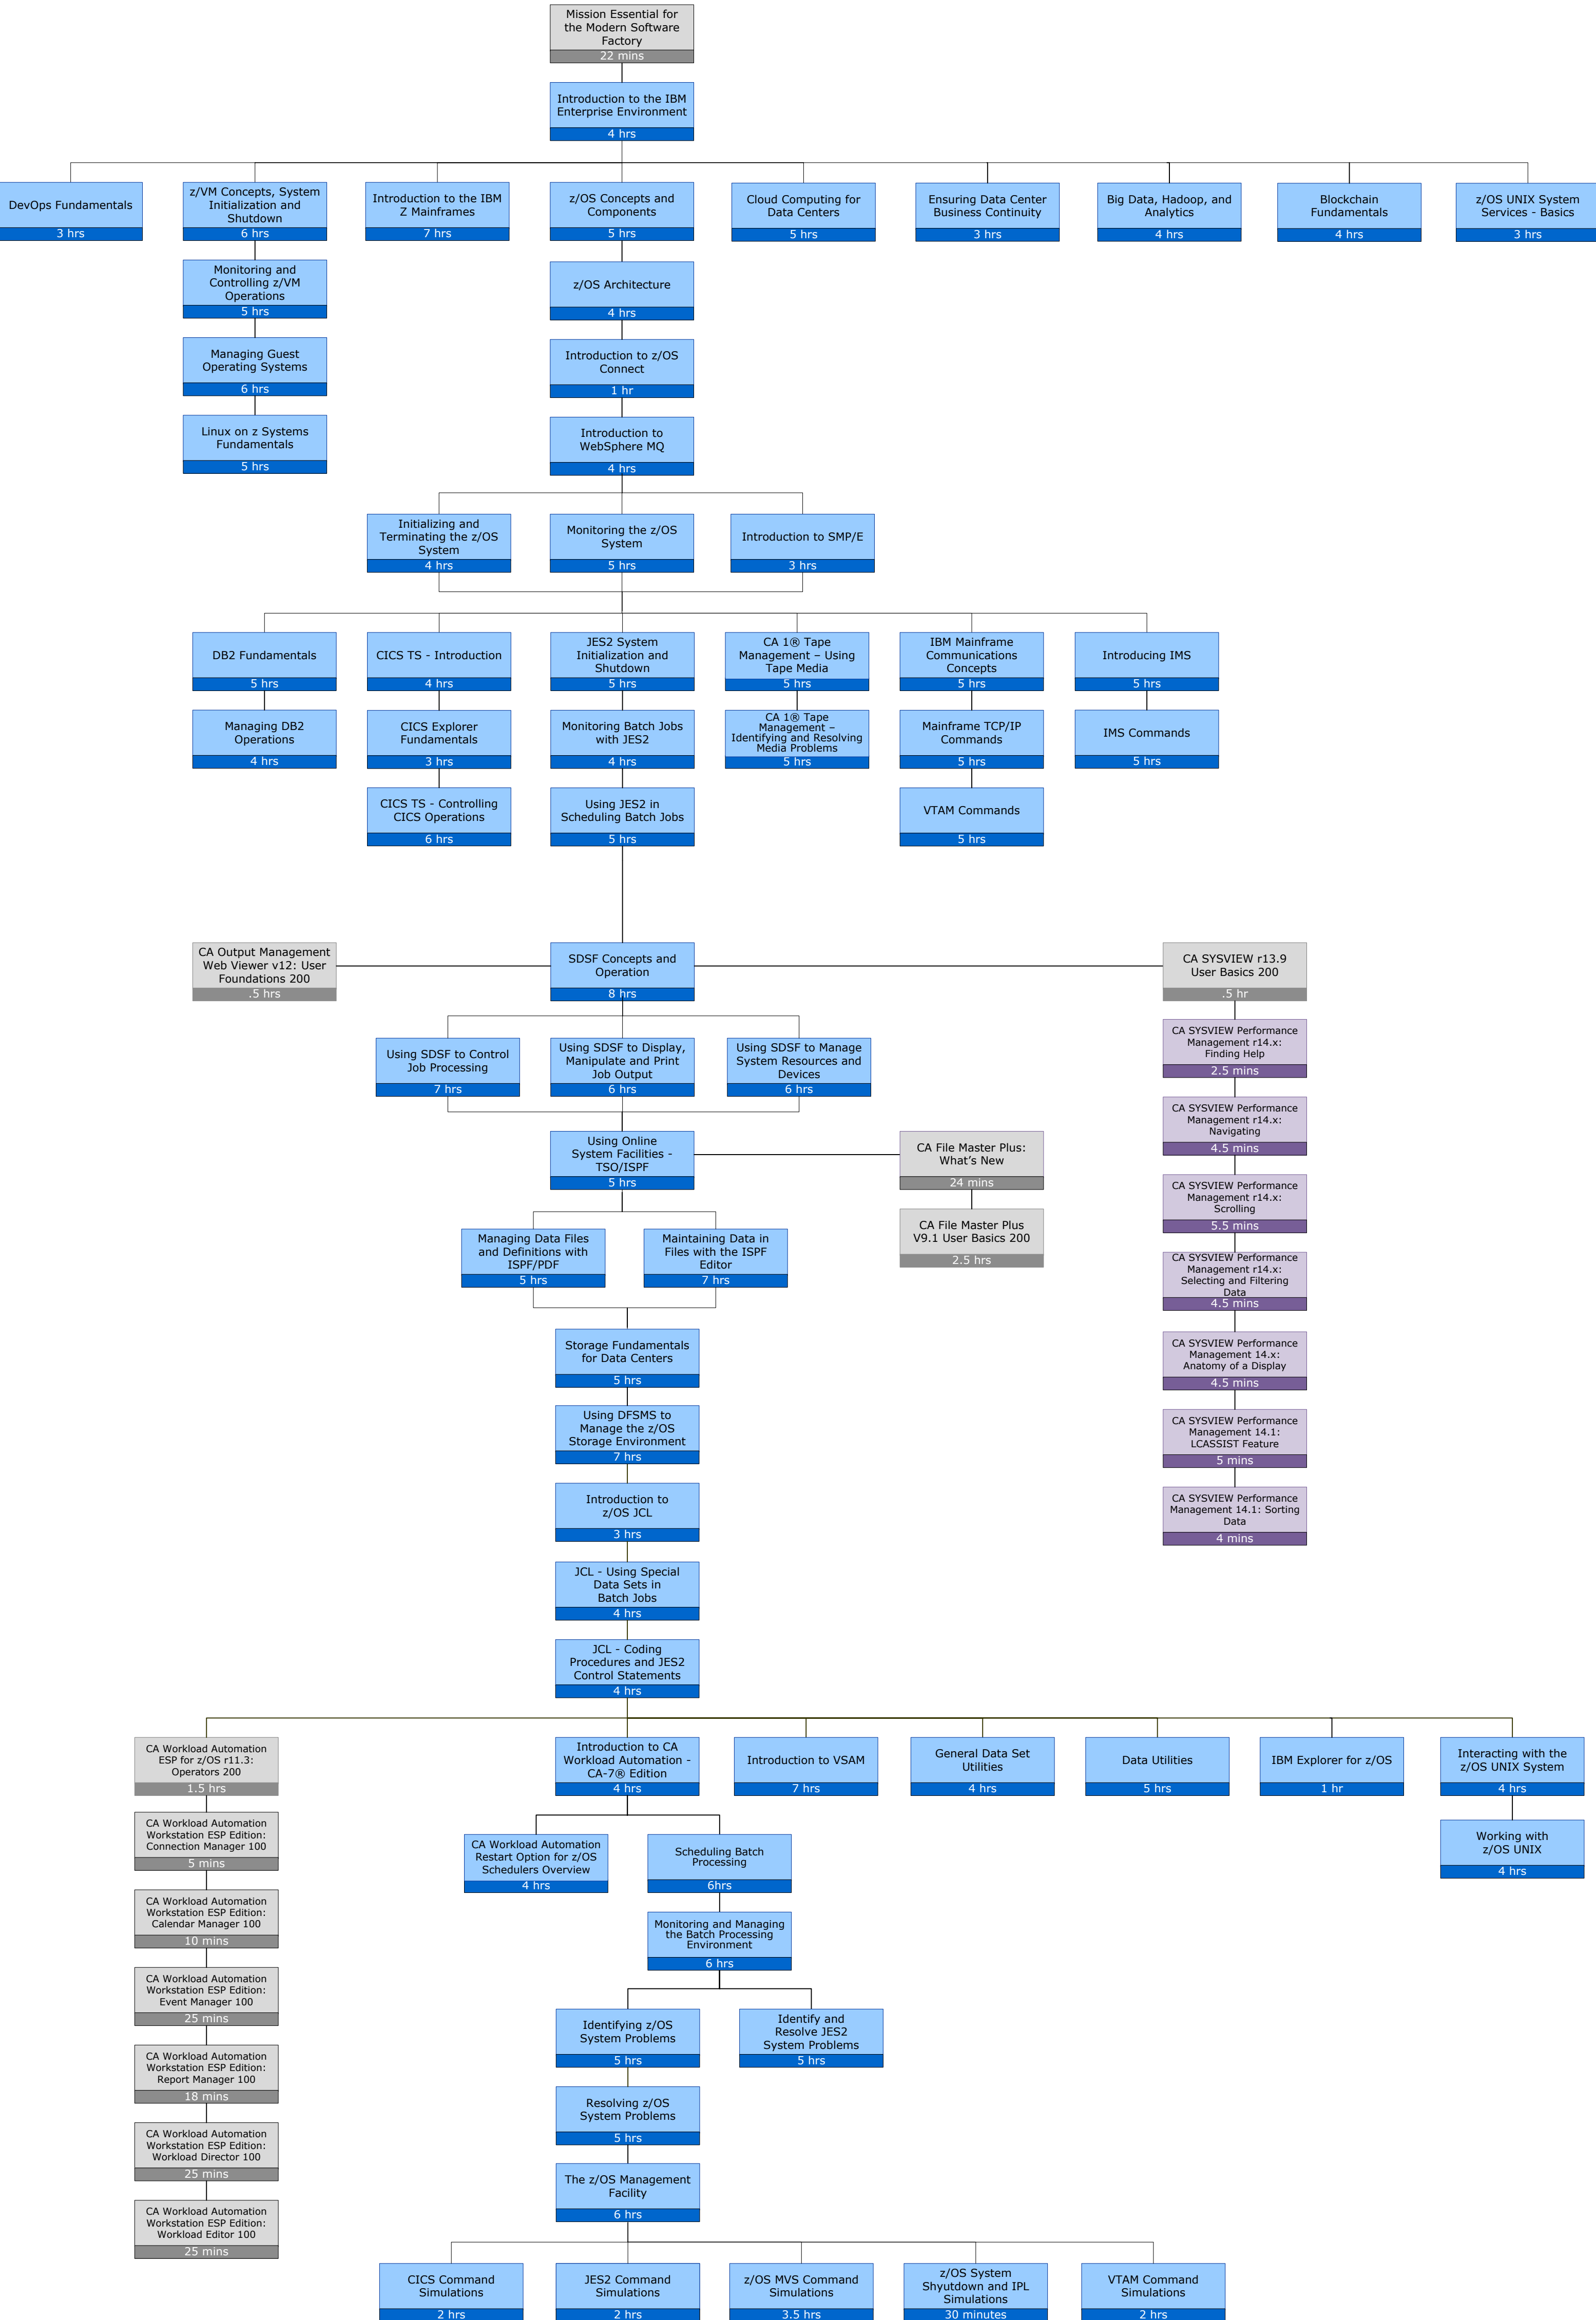 Mission Essential for
the Modern Software
Factory
22 mins
Introduction to the IBM
Enterprise Environment
4 hrs
DevOps Fundamentals
3 hrs
z/VM Concepts, System
Initialization and
Shutdown
6 hrs
Introduction to the IBM
Z Mainframes
7 hrs
z/OS Concepts and
Components
5 hrs
Cloud Computing for
Data Centers
5 hrs
Ensuring Data Center
Business Continuity
3 hrs
Big Data, Hadoop, and
Analytics
4 hrs
Blockchain
Fundamentals
4 hrs
z/OS UNIX System
Services - Basics
3 hrs
Monitoring and
Controlling z/VM
Operations
5 hrs
Managing Guest
Operating Systems
6 hrs
Linux on z Systems
Fundamentals
5 hrs
z/OS Architecture
4 hrs
Introduction to z/OS
Connect
1 hr
Introduction to
WebSphere MQ
4 hrs
Initializing and
Terminating the z/OS
System
4 hrs
Monitoring the z/OS
System
5 hrs
Introduction to SMP/E
3 hrs
DB2 Fundamentals
5 hrs
Managing DB2
Operations
4 hrs
CICS TS - Introduction
4 hrs
CICS Explorer
Fundamentals
3 hrs
CICS TS - Controlling
CICS Operations
6 hrs
JES2 System
Initialization and
Shutdown
5 hrs
Monitoring Batch Jobs
with JES2
4 hrs
Using JES2 in
Scheduling Batch Jobs
5 hrs
CA 1® Tape
Management – Using
Tape Media
5 hrs
CA 1® Tape
Management –
Identifying and Resolving
Media Problems
5 hrs
IBM Mainframe
Communications
Concepts
5 hrs
Mainframe TCP/IP
Commands
5 hrs
VTAM Commands
5 hrs
Introducing IMS
5 hrs
IMS Commands
5 hrs
CA Output Management
Web Viewer v12: User
Foundations 200
.5 hrs
SDSF Concepts and
Operation
8 hrs
CA SYSVIEW r13.9
User Basics 200
.5 hr
Using SDSF to Control
Job Processing
7 hrs
Using SDSF to Display,
Manipulate and Print
Job Output
6 hrs
Using SDSF to Manage
System Resources and
Devices
6 hrs
Using Online
System Facilities -
TSO/ISPF
5 hrs
CA File Master Plus:
What's New
24 mins
CA File Master Plus
V9.1 User Basics 200
2.5 hrs
Managing Data Files
and Definitions with
ISPF/PDF
5 hrs
Maintaining Data in
Files with the ISPF
Editor
7 hrs
CA SYSVIEW Performance
Management r14.x:
Finding Help
2.5 mins
CA SYSVIEW Performance
Management r14.x:
Navigating
4.5 mins
CA SYSVIEW Performance
Management r14.x:
Scrolling
5.5 mins
CA SYSVIEW Performance
Management r14.x:
Selecting and Filtering
Data
4.5 mins
CA SYSVIEW Performance
Management 14.x:
Anatomy of a Display
4.5 mins
CA SYSVIEW Performance
Management 14.1:
LCASSIST Feature
5 mins
CA SYSVIEW Performance
Management 14.1: Sorting
Data
4 mins
Storage Fundamentals
for Data Centers
5 hrs
Using DFSMS to
Manage the z/OS
Storage Environment
7 hrs
Introduction to
z/OS JCL
3 hrs
JCL - Using Special
Data Sets in
Batch Jobs
4 hrs
JCL - Coding
Procedures and JES2
Control Statements
4 hrs
CA Workload Automation
ESP for z/OS r11.3:
Operators 200
1.5 hrs
Introduction to CA
Workload Automation -
CA-7® Edition
4 hrs
Introduction to VSAM
7 hrs
General Data Set
Utilities
4 hrs
Data Utilities
5 hrs
IBM Explorer for z/OS
1 hr
Interacting with the
z/OS UNIX System
4 hrs
Working with
z/OS UNIX
4 hrs
CA Workload Automation
Workstation ESP Edition:
Connection Manager 100
5 mins
CA Workload Automation
Workstation ESP Edition:
Calendar Manager 100
10 mins
CA Workload Automation
Workstation ESP Edition:
Event Manager 100
25 mins
CA Workload Automation
Workstation ESP Edition:
Report Manager 100
18 mins
CA Workload Automation
Workstation ESP Edition:
Workload Director 100
25 mins
CA Workload Automation
Workstation ESP Edition:
Workload Editor 100
25 mins
CA Workload Automation
Restart Option for z/OS
Schedulers Overview
4 hrs
Scheduling Batch
Processing
6hrs
Monitoring and Managing
the Batch Processing
Environment
6 hrs
Identifying z/OS
System Problems
5 hrs
Identify and
Resolve JES2
System Problems
5 hrs
Resolving z/OS
System Problems
5 hrs
The z/OS Management
Facility
6 hrs
CICS Command
Simulations
2 hrs
JES2 Command
Simulations
2 hrs
z/OS MVS Command
Simulations
3.5 hrs
z/OS System
Shyutdown and IPL
Simulations
30 minutes
VTAM Command
Simulations
2 hrs